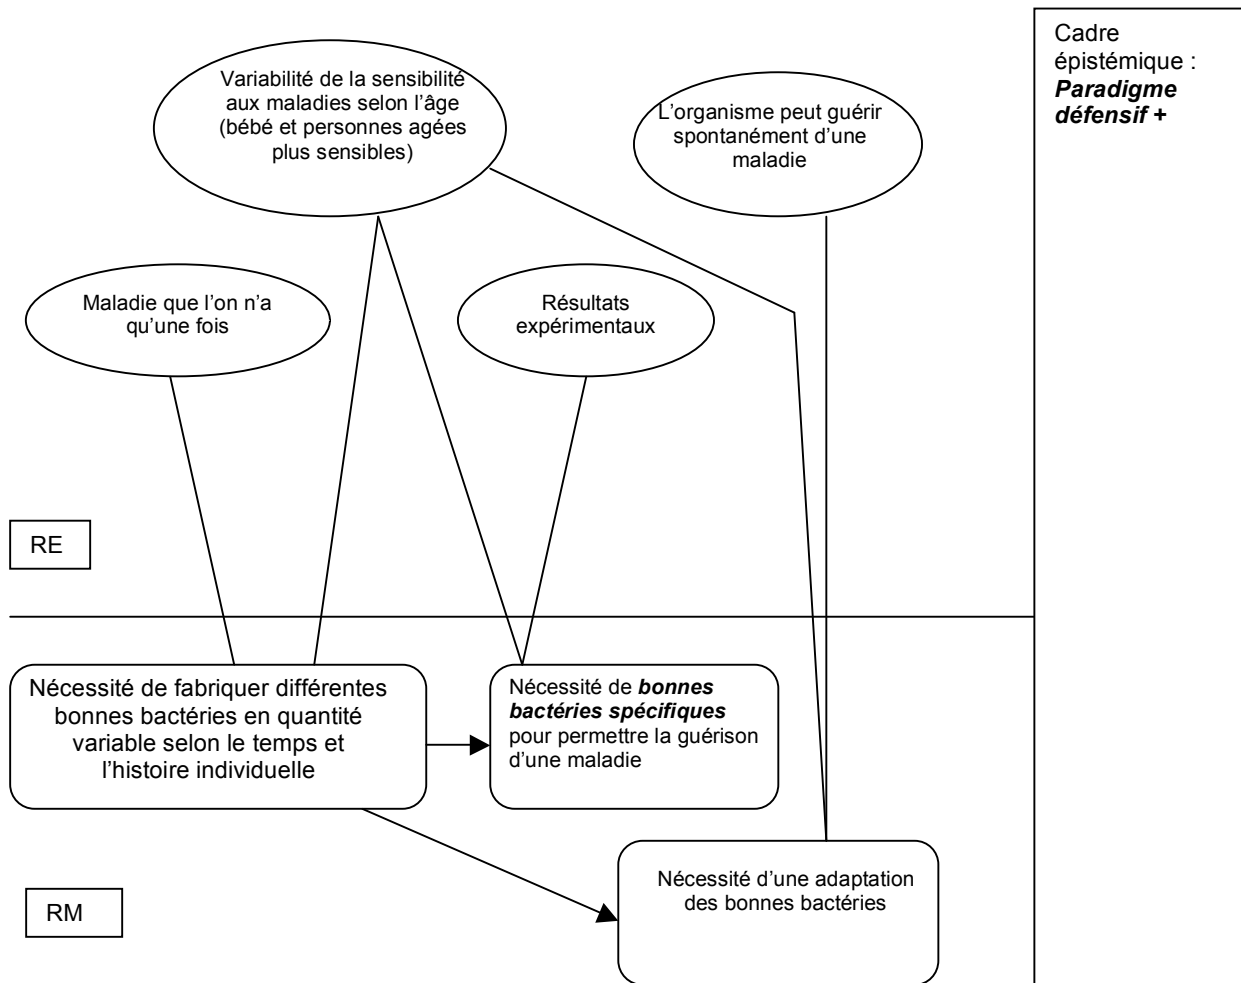 Variabilité de la sensibilité
aux maladies selon l'âge
(bébé et personnes agées
plus sensibles)
L'organisme peut guérir
spontanément d'une
maladie
Cadre
épistémique :
Paradigme
défensif +
Maladie que l'on n'a
qu'une fois
Résultats
expérimentaux
RE
Nécessité de fabriquer différentes
bonnes bactéries en quantité
variable selon le temps et
l'histoire individuelle
Nécessité de bonnes
bactéries spécifiques
pour permettre la guérison
d'une maladie
Nécessité d'une adaptation
des bonnes bactéries
RM